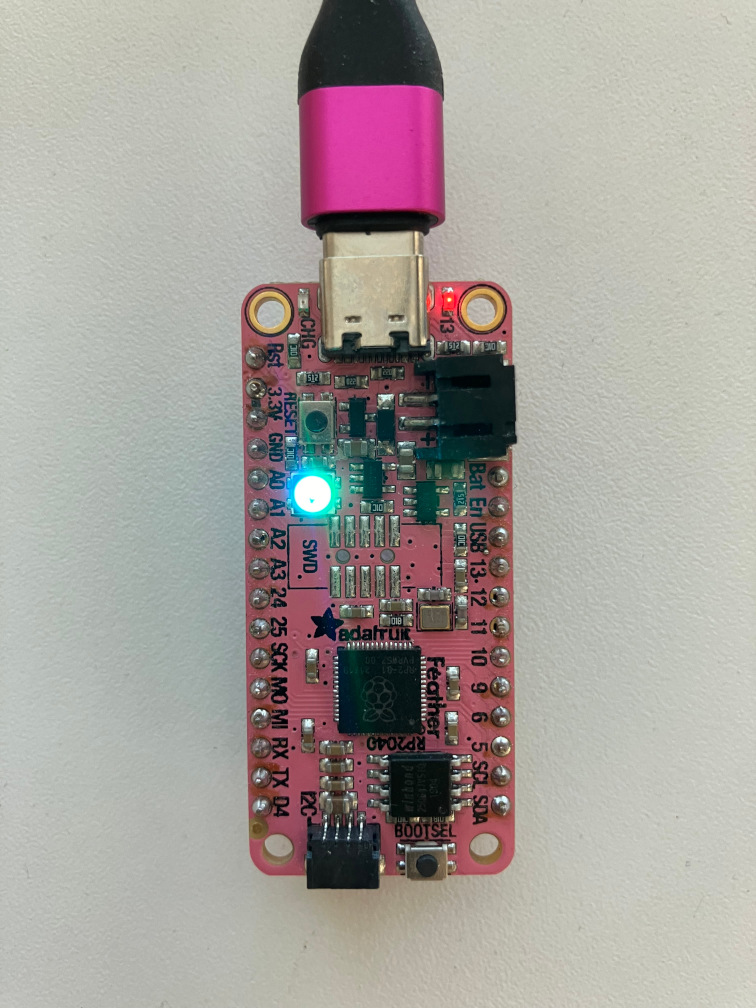 CHG
13
Rst
3.3V
RESET
GND
A0
A1
A2
A3
24
25
SCK
MO
MI
RX
TX
D4
+
Bat
En
USB
13
12
11
10
9
6
5
SCL
SDA
SWD
adafruit
Feather
RP2040
winbond
I2C
BOOTSEL